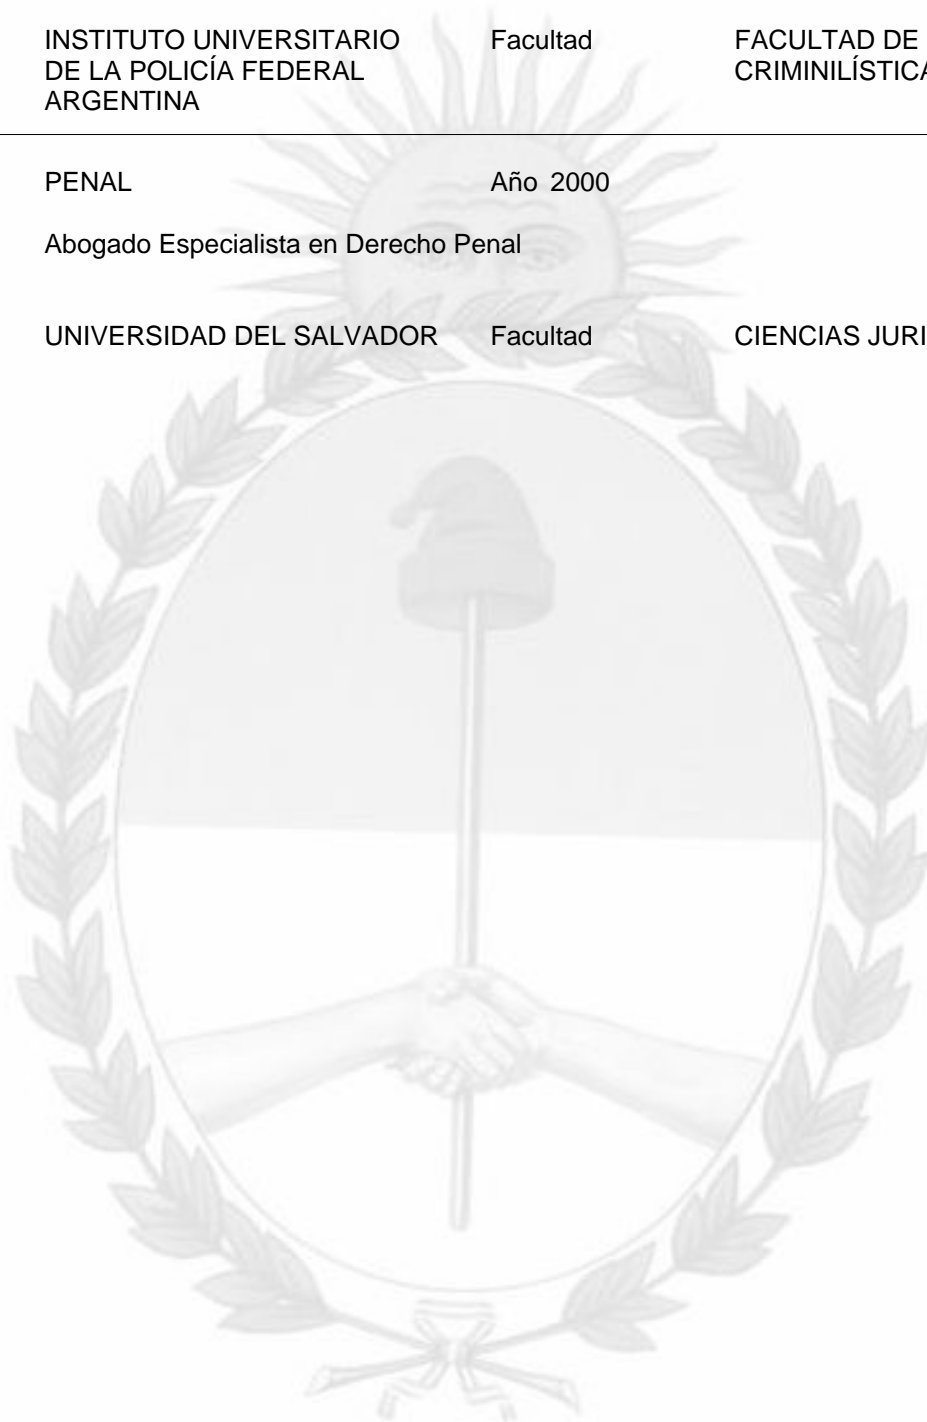 INSTITUTO UNIVERSITARIO Facultad FACULTAD DE
DE LA POLICÍA FEDERAL CRIMINILÍSTICA
ARGENTINA
PENAL Año 2000
Abogado Especialista en Derecho Penal
UNIVERSIDAD DEL SALVADOR Facultad CIENCIAS JURI